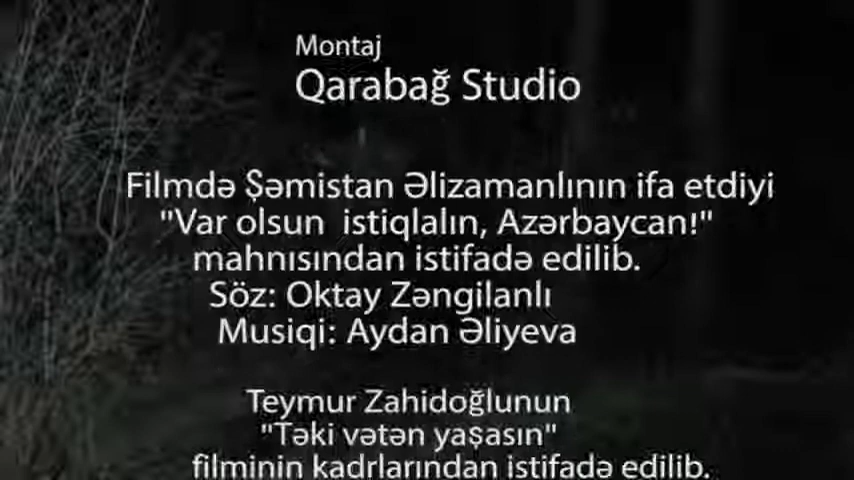 Montaj
Qarabağ Studio
Filmdə Şəmistan Əlizamanlının ifa etdiyi
"Var olsun istiqlalın, Azərbaycan!"
mahnısından istifadə edilib.
Söz: Oktay Zəngilanlı
Musiqi: Aydan Əliyeva
Teymur Zahidoğlunun
"Təki vətən yaşasın"
filminin kadrlarından istifadə edilib.